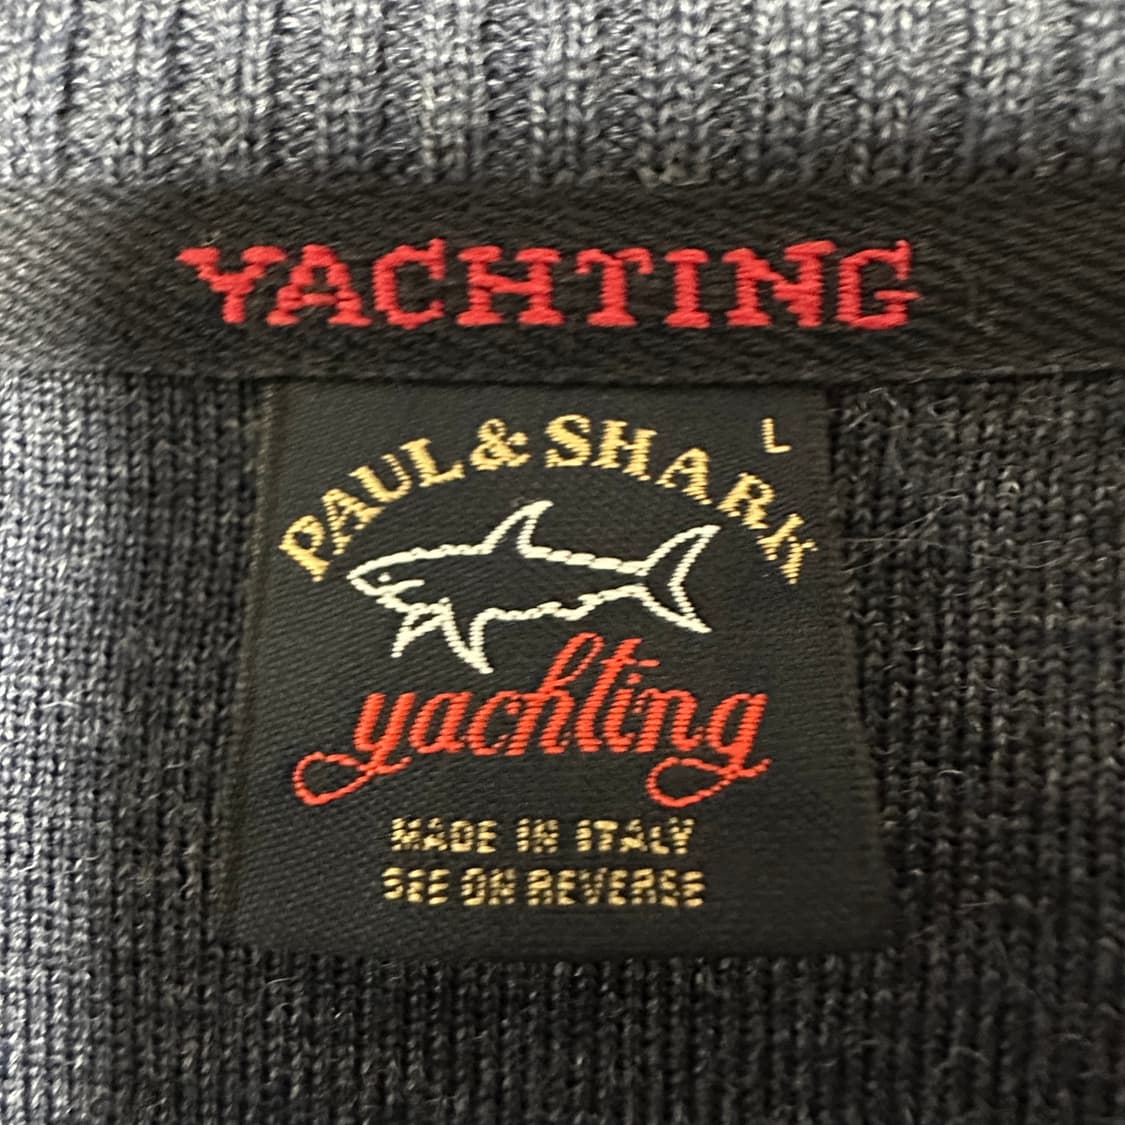 YACHTING
L
PAUL & SHARK
yachting
MADE IN ITALY
SEE ON REVERSE